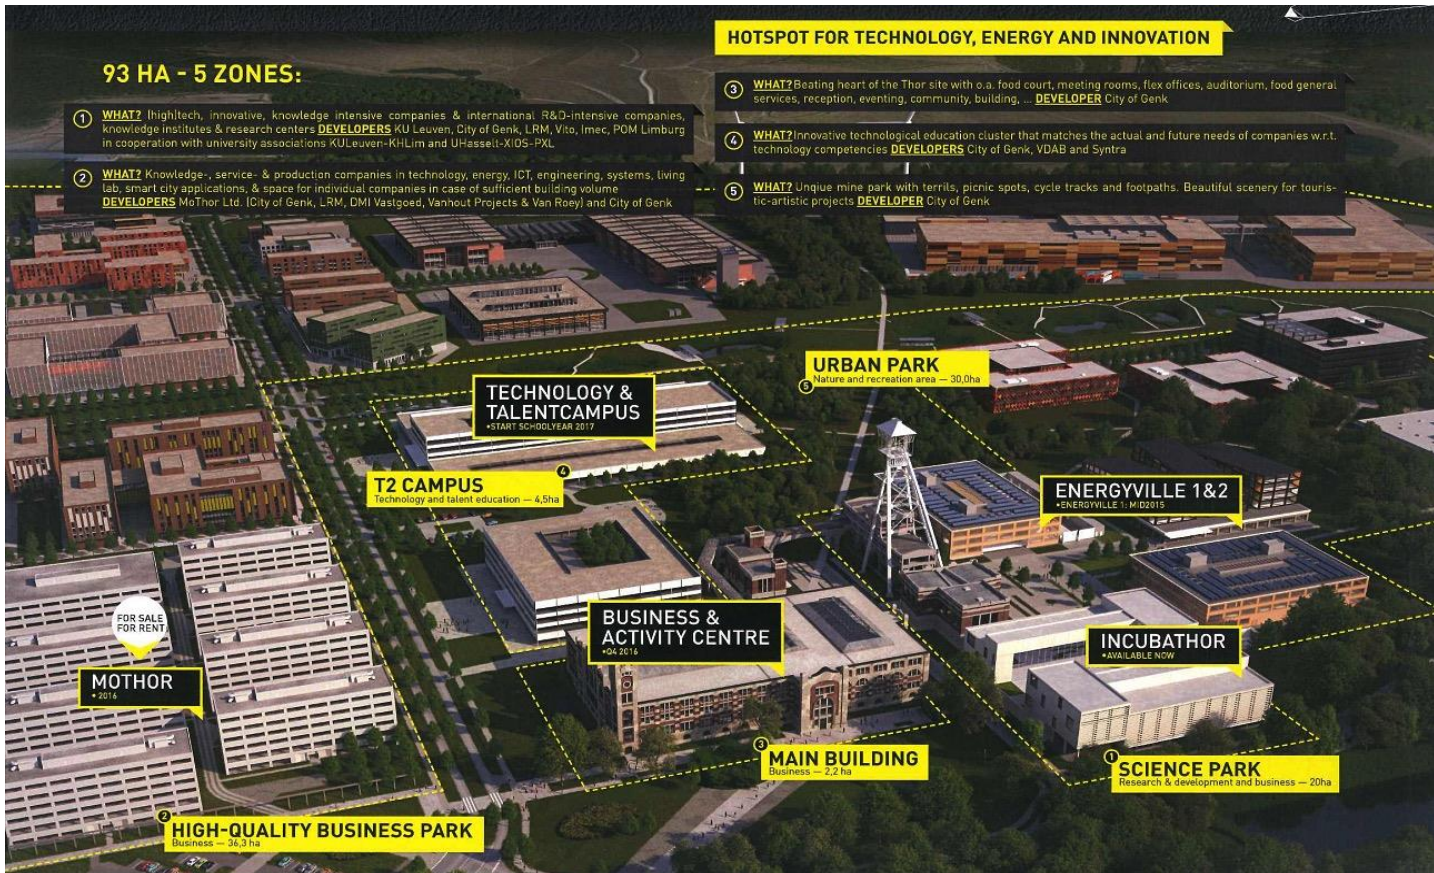 93 HA - 5 ZONES:
1 WHAT? (high)tech, innovative, knowledge intensive companies & international R&D-intensive companies,
knowledge institutes & research centers DEVELOPERS KU Leuven, City of Genk, LRM, Vito, Imec, POM Limburg
in cooperation with university associations KULeuven-KHLim and UHasselt-XIOS-PXL
2 WHAT? Knowledge-, service- & production companies in technology, energy, ICT, engineering, systems, living
lab, smart city applications, & space for individual companies in case of sufficient building volume
DEVELOPERS MoThor Ltd. (City of Genk, LRM, DMI Vastgoed, Vanhout Projects & Van Roey) and City of Genk
HOTSPOT FOR TECHNOLOGY, ENERGY AND INNOVATION
3 WHAT? Beating heart of the Thor site with o.a. food court, meeting rooms, flex offices, auditorium, food general
services, reception, eventing, community, building, ... DEVELOPER City of Genk
4 WHAT? Innovative technological education cluster that matches the actual and future needs of companies w.r.t.
technology competencies DEVELOPERS City of Genk, VDAB and Syntra
5 WHAT? Unqiue mine park with terrils, picnic spots, cycle tracks and footpaths. Beautiful scenery for touris-
tic-artistic projects DEVELOPER City of Genk
URBAN PARK
5 Nature and recreation area — 30,0ha
TECHNOLOGY &
TALENTCAMPUS
•START SCHOOLYEAR 2017
4
T2 CAMPUS
Technology and talent education — 4,5ha
ENERGYVILLE 1&2
•ENERGYVILLE 1: MID2015
FOR SALE
FOR RENT
MOTHOR
• 2016
BUSINESS &
ACTIVITY CENTRE
•Q4 2016
INCUBATHOR
•AVAILABLE NOW
3 MAIN BUILDING
Business — 2,2 ha
1 SCIENCE PARK
Research & development and business — 20ha
2 HIGH-QUALITY BUSINESS PARK
Business — 36,3 ha